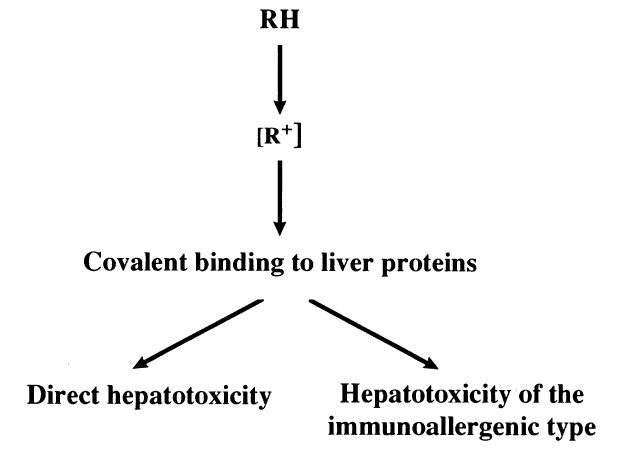 RH
[R+]
Covalent binding to liver proteins
Direct hepatotoxicity
Hepatotoxicity of the
immunoallergenic type